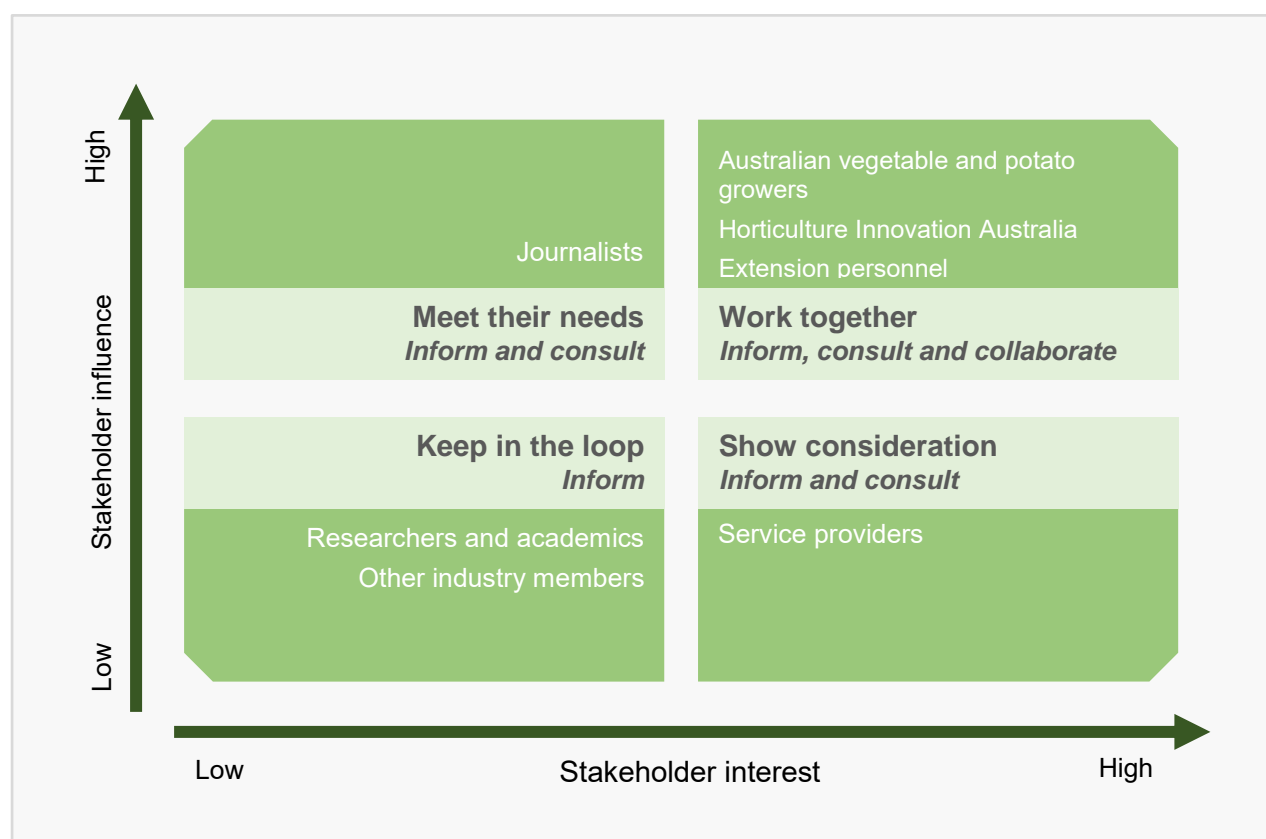 High
Stakeholder influence
Low
Journalists
Meet their needs
Inform and consult
Australian vegetable and potato
growers
Horticulture Innovation Australia
Extension personnel
Work together
Inform, consult and collaborate
Keep in the loop
Inform
Researchers and academics
Other industry members
Show consideration
Inform and consult
Service providers
Low
Stakeholder interest
High